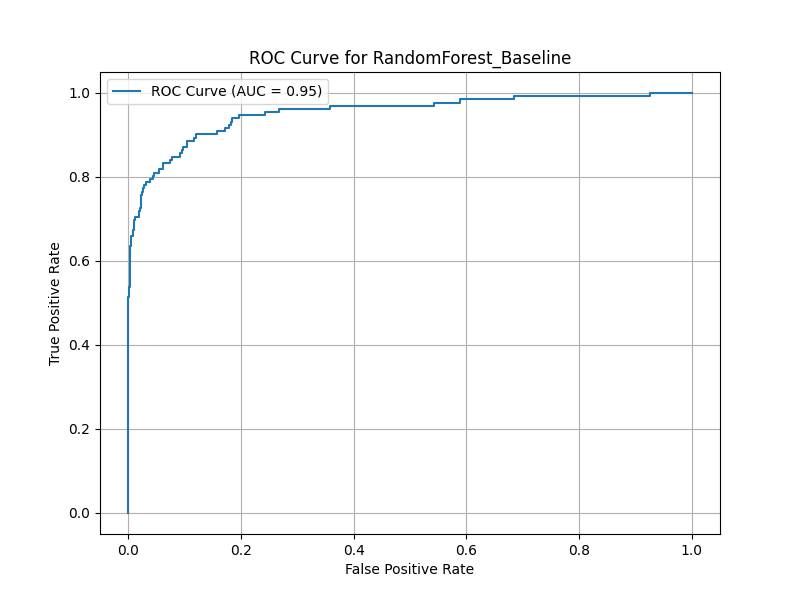 ROC Curve for RandomForest_Baseline
ROC Curve (AUC = 0.95)
True Positive Rate
1.0
0.8
0.6
0.4
0.2
0.0
0.0 0.2 0.4 0.6 0.8 1.0
False Positive Rate